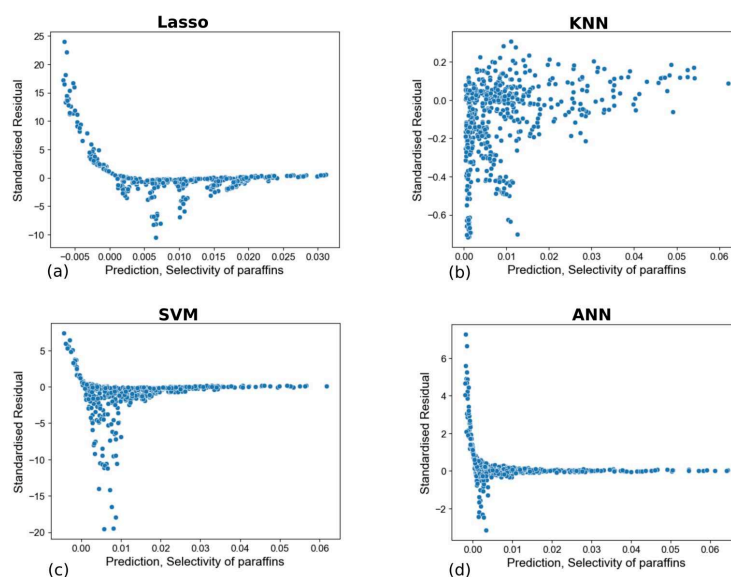 Lasso
25
20
15
10
5
0
−5
−10
Standardised Residual
−0.005 0.000 0.005 0.010 0.015 0.020 0.025 0.030
Prediction, Selectivity of paraffins
(a)
KNN
0.2
0.0
−0.2
−0.4
−0.6
Standardised Residual
0.00 0.01 0.02 0.03 0.04 0.05 0.06
Prediction, Selectivity of paraffins
(b)
SVM
5
0
−5
−10
−15
−20
Standardised Residual
0.00 0.01 0.02 0.03 0.04 0.05 0.06
Prediction, Selectivity of paraffins
(c)
ANN
6
4
2
0
−2
Standardised Residual
0.00 0.01 0.02 0.03 0.04 0.05 0.06
Prediction, Selectivity of paraffins
(d)